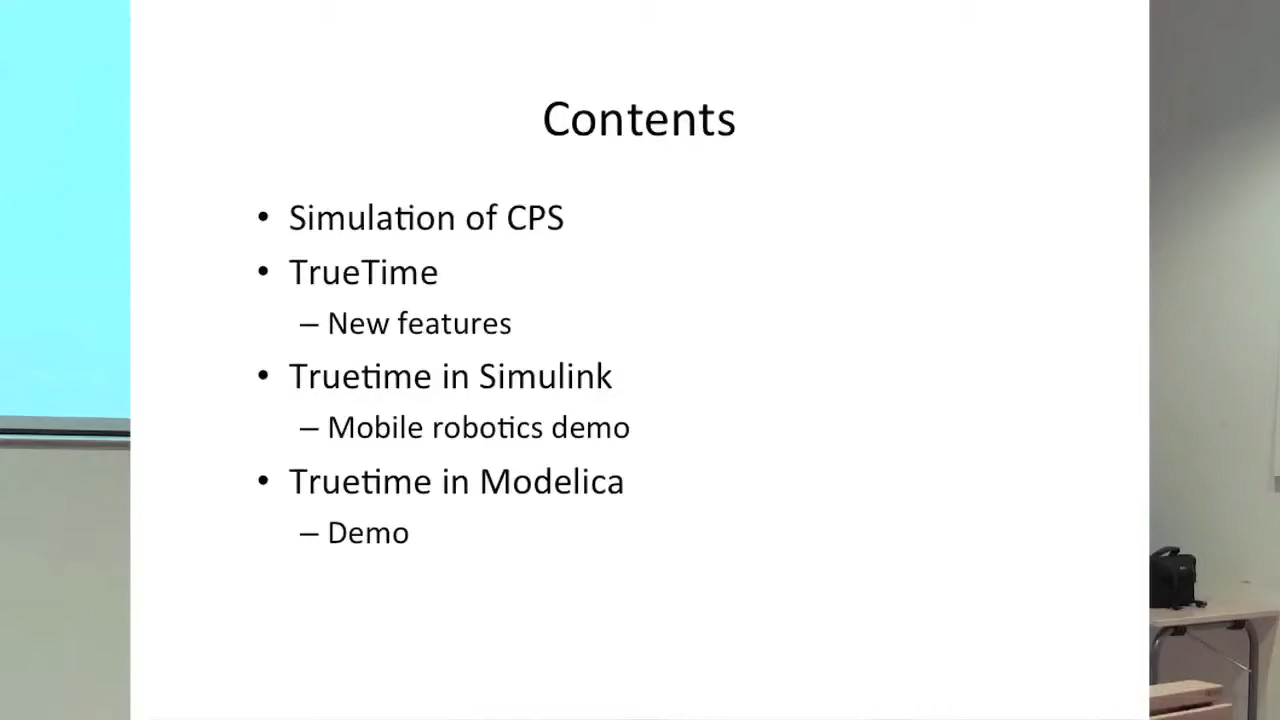 Contents
• Simulation of CPS
• TrueTime
– New features
• Truetime in Simulink
– Mobile robotics demo
• Truetime in Modelica
– Demo